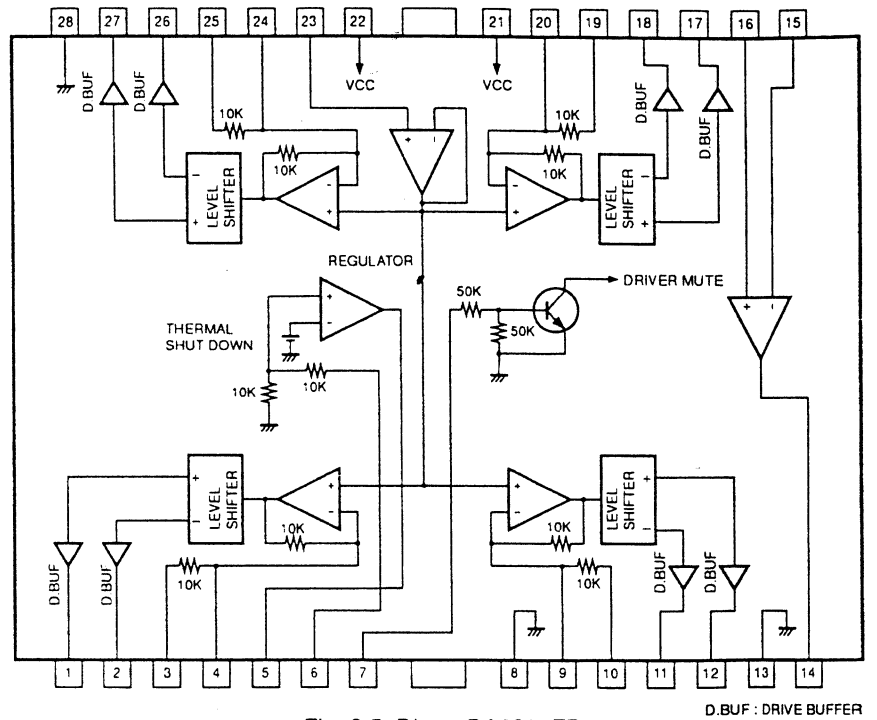 28 27 26 25 24 23 22 21 20 19 18 17 16 15
D.BUF
D.BUF
VCC
VCC
D.BUF
D.BUF
10K
10K
10K
10K
+ -
-
+
LEVEL
SHIFTER
-
+
-
+
LEVEL
SHIFTER
-
+
REGULATOR
DRIVER MUTE
50K
50K
+
-
+ -
THERMAL
SHUT DOWN
10K
10K
+
-
LEVEL
SHIFTER
+
-
+
-
LEVEL
SHIFTER
+
-
10K
10K
10K
10K
D.BUF
D.BUF
D.BUF
D.BUF
1 2 3 4 5 6 7 8 9 10 11 12 13 14
D.BUF : DRIVE BUFFER